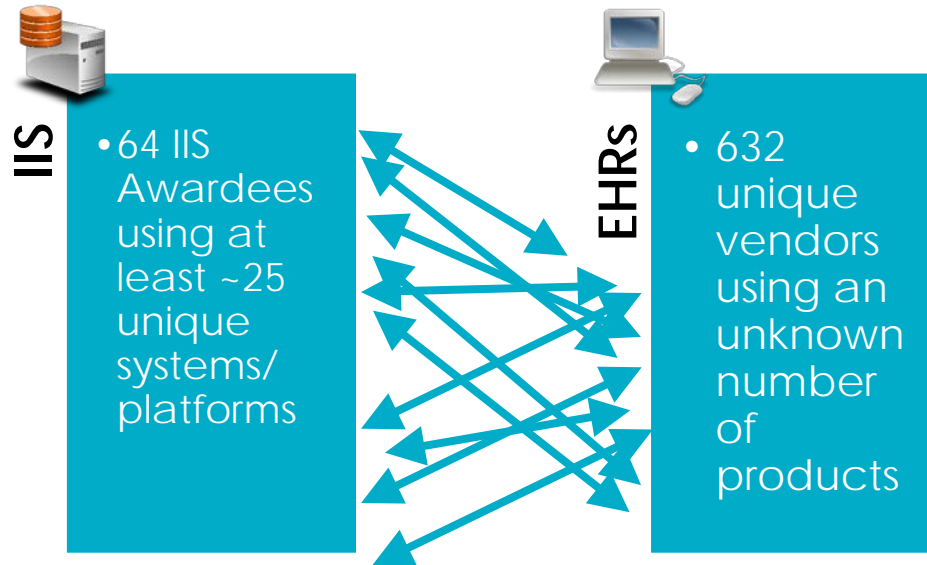 IIS
•64 IIS
Awardees
using at
least ~25
unique
systems/
platforms
EHRs
• 632
unique
vendors
using an
unknown
number
of
products